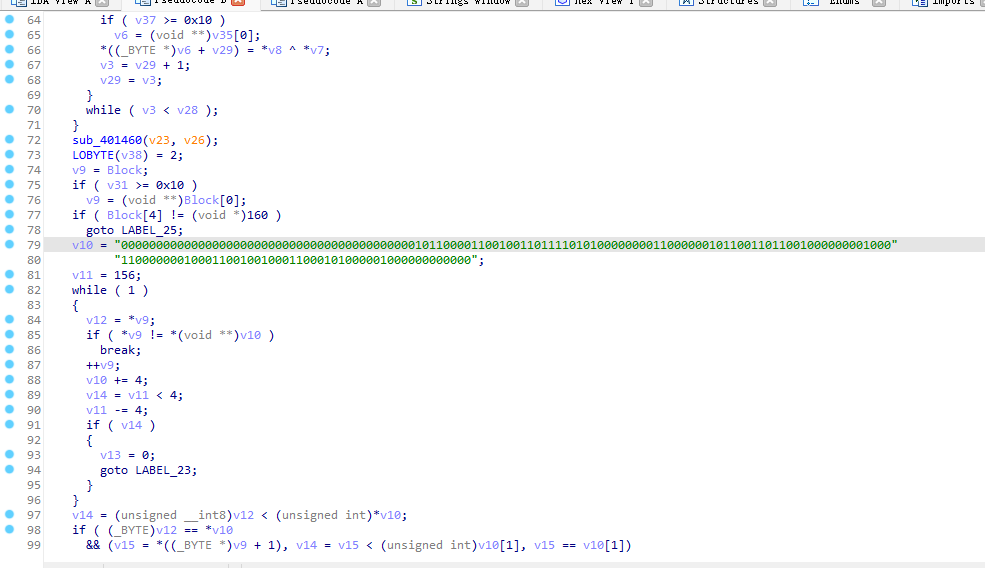 IDA View A
Pseudocode B
Pseudocode A
Strings window
Hex View 1
Structures
Enums
Imports
64 if ( v37 >= 0x10 )
65 v6 = (void **)v35[0];
66 *((_BYTE *)v6 + v29) = *v8 ^ *v7;
67 v3 = v29 + 1;
68 v29 = v3;
69 }
70 while ( v3 < v28 );
71 }
72 sub_401460(v23, v26);
73 LOBYTE(v38) = 2;
74 v9 = Block;
75 if ( v31 >= 0x10 )
76 v9 = (void **)Block[0];
77 if ( Block[4] != (void *)160 )
78 goto LABEL_25;
79 v10 = "00000000000000000000000000000000000000000101100001100100110111101010000000011000000101100110110010000000001000"
80 "11000000001000110010010001100010100000100000000000";
81 v11 = 156;
82 while ( 1 )
83 {
84 v12 = *v9;
85 if ( *v9 != *(void **)v10 )
86 break;
87 ++v9;
88 v10 += 4;
89 v14 = v11 < 4;
90 v11 -= 4;
91 if ( v14 )
92 {
93 v13 = 0;
94 goto LABEL_23;
95 }
96 }
97 v14 = (unsigned __int8)v12 < (unsigned int)*v10;
98 if ( (_BYTE)v12 == *v10
99 && (v15 = *((_BYTE *)v9 + 1), v14 = v15 < (unsigned int)v10[1], v15 == v10[1])